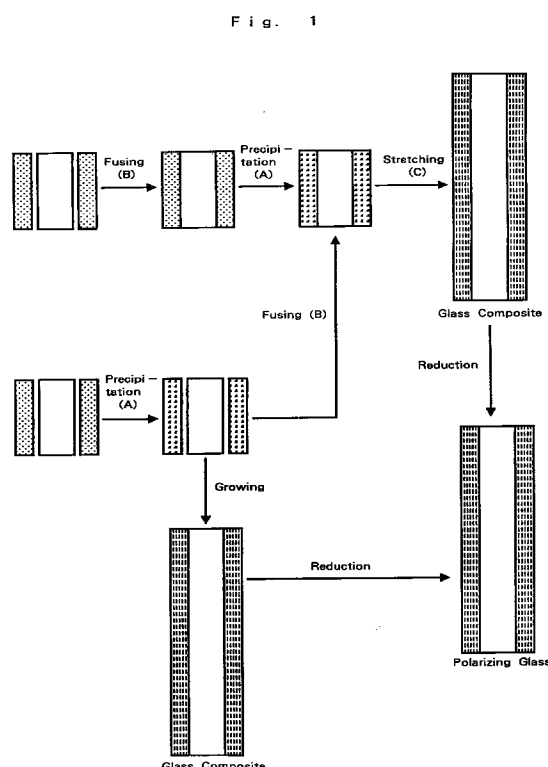 Fig. 1
Fusing
(B)
Precipi-
tation
(A)
Stretching
(C)
Glass Composite
Fusing (B)
Reduction
Precipi-
tation
(A)
Growing
Reduction
Polarizing Glass
Glass Composite